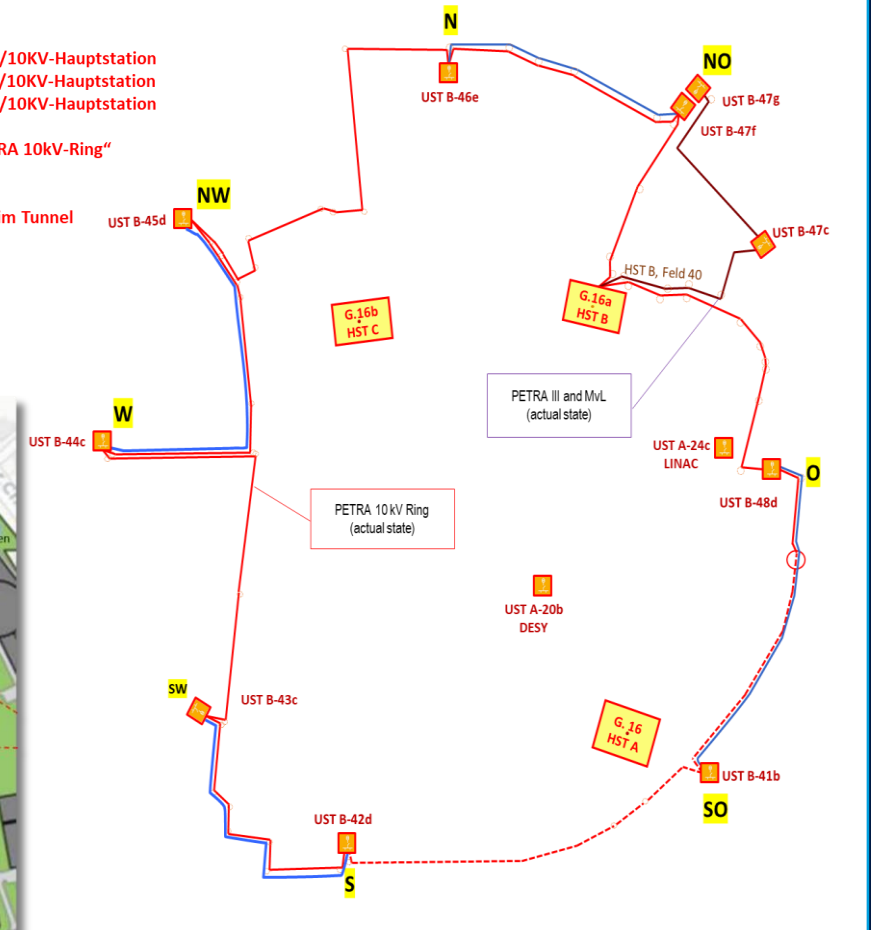 /10KV-Hauptstation
/10KV-Hauptstation
/10KV-Hauptstation
RA 10kV-Ring“
im Tunnel
N
UST B-46e
NO
UST B-47g
UST B-47f
NW
UST B-45d
UST B-47c
HST B, Feld 40
G.16a
HST B
G.16b
HST C
PETRA III and MvL
(actual state)
W
UST B-44c
UST A-24c
LINAC
O
UST B-48d
PETRA 10 kV Ring
(actual state)
en
UST A-20b
DESY
SW
UST B-43c
G. 16
HST A
UST B-41b
SO
UST B-42d
S